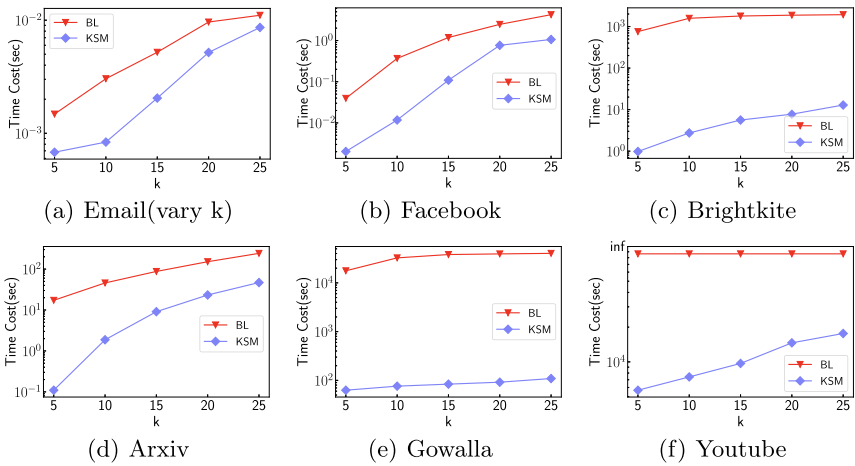 10⁻²
10⁻³
Time Cost(sec)
BL
KSM
5 10 15 20 25
k
(a) Email(vary k)
10⁰
10⁻¹
10⁻²
Time Cost(sec)
BL
KSM
5 10 15 20 25
k
(b) Facebook
10³
10²
10¹
10⁰
Time Cost(sec)
BL
KSM
5 10 15 20 25
k
(c) Brightkite
10²
10¹
10⁰
10⁻¹
Time Cost(sec)
BL
KSM
5 10 15 20 25
k
(d) Arxiv
10⁴
10³
10²
Time Cost(sec)
BL
KSM
5 10 15 20 25
k
(e) Gowalla
inf
10⁴
Time Cost(sec)
BL
KSM
5 10 15 20 25
k
(f) Youtube